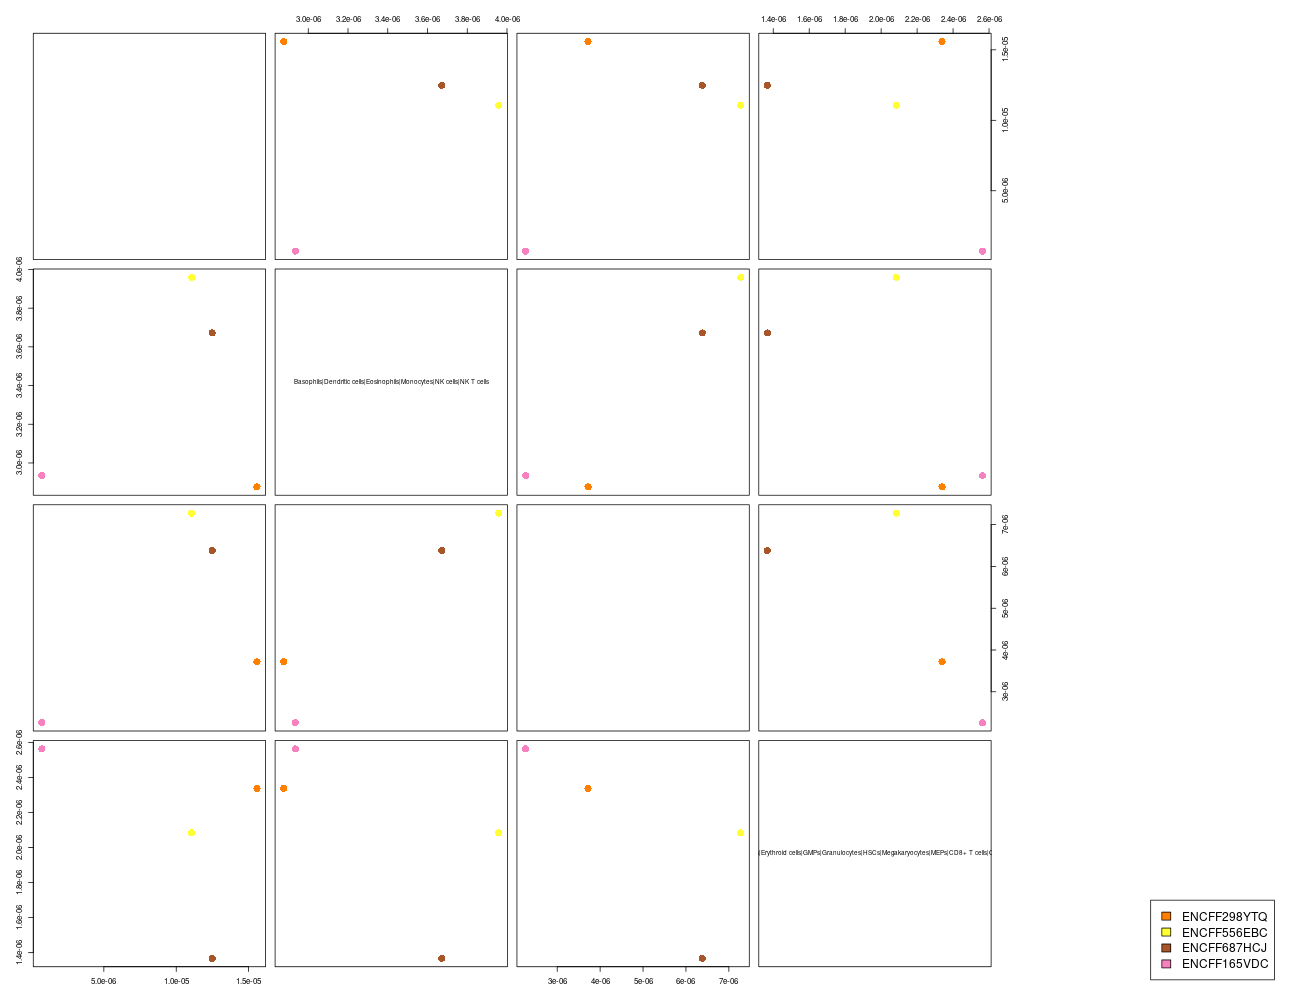 3.0e-06 3.2e-06 3.4e-06 3.6e-06 3.8e-06 4.0e-06
1.4e-06 1.6e-06 1.8e-06 2.0e-06 2.2e-06 2.4e-06 2.6e-06
5.0e-06 1.0e-05 1.5e-05
3.0e-06 3.2e-06 3.4e-06 3.6e-06 3.8e-06 4.0e-06
Basophils|Dendritic cells|Eosinophils|Monocytes|NK cells|NK T cells
3e-06 4e-06 5e-06 6e-06 7e-06
1.4e-06 1.6e-06 1.8e-06 2.0e-06 2.2e-06 2.4e-06 2.6e-06
|Erythroid cells|GMPs|Granulocytes|HSCs|Megakaryocytes|MEPs|CD8+ T cells|
5.0e-06 1.0e-05 1.5e-05
3e-06 4e-06 5e-06 6e-06 7e-06
ENCFF298YTQ
ENCFF556EBC
ENCFF687HCJ
ENCFF165VDC